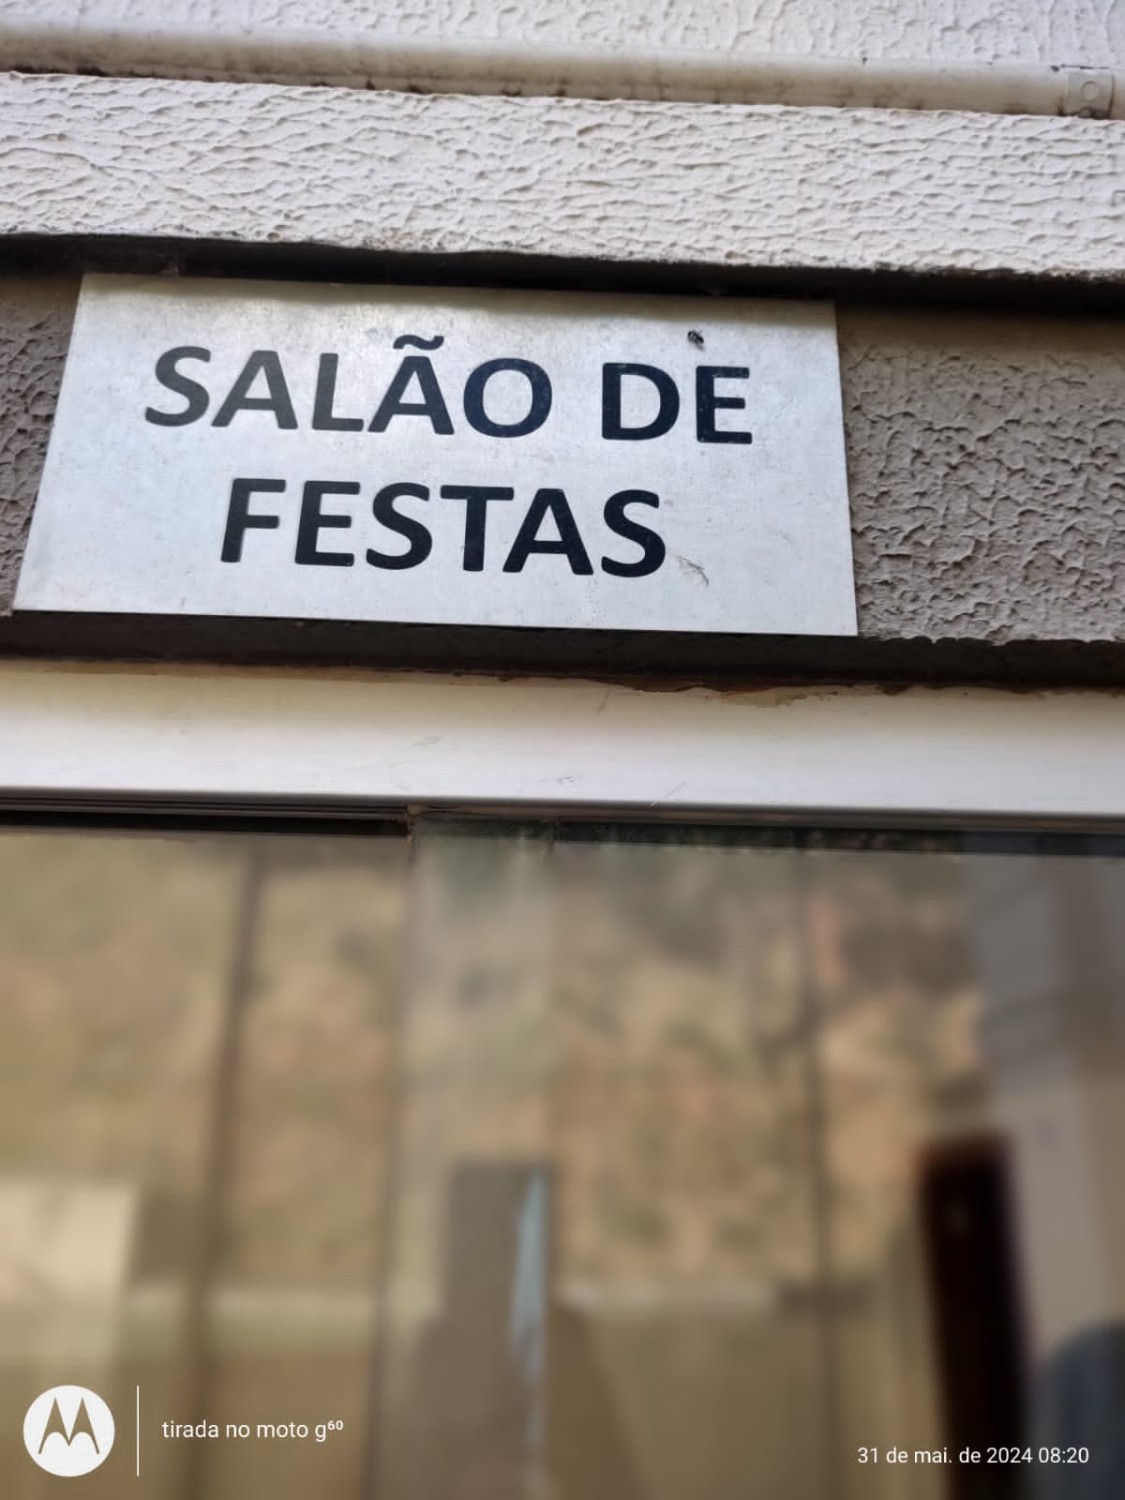 SALÃO DE
FESTAS
tirada no moto g⁶⁰
31 de mai. de 2024 08:20